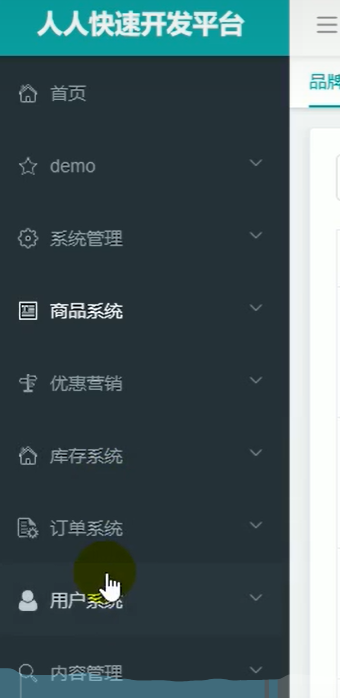 人人快速开发平台
品牌
首页
demo
系统管理
商品系统
优惠营销
库存系统
订单系统
用户系统
内容管理